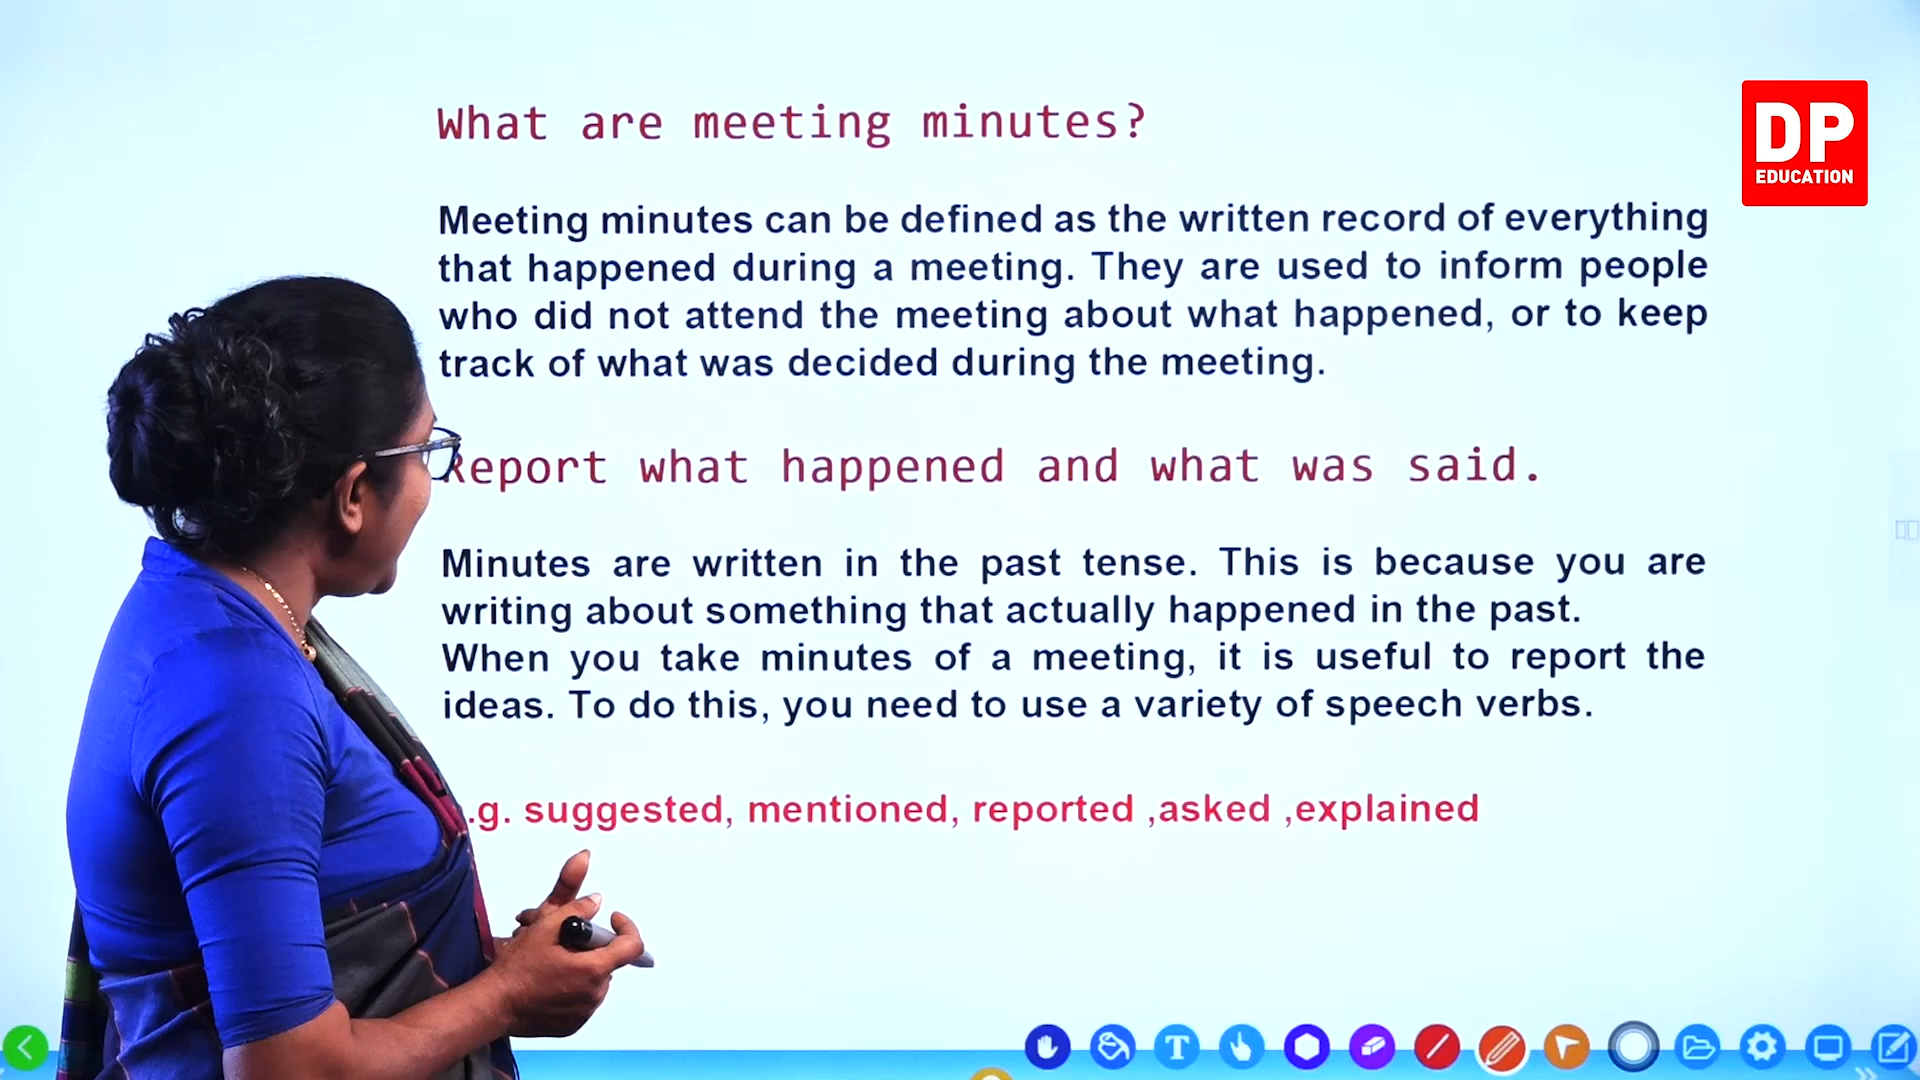 What are meeting minutes?
DP
EDUCATION
Meeting minutes can be defined as the written record of everything
that happened during a meeting. They are used to inform people
who did not attend the meeting about what happened, or to keep
track of what was decided during the meeting.
Report what happened and what was said.
Minutes are written in the past tense. This is because you are
writing about something that actually happened in the past.
When you take minutes of a meeting, it is useful to report the
ideas. To do this, you need to use a variety of speech verbs.
.g. suggested, mentioned, reported ,asked ,explained
T